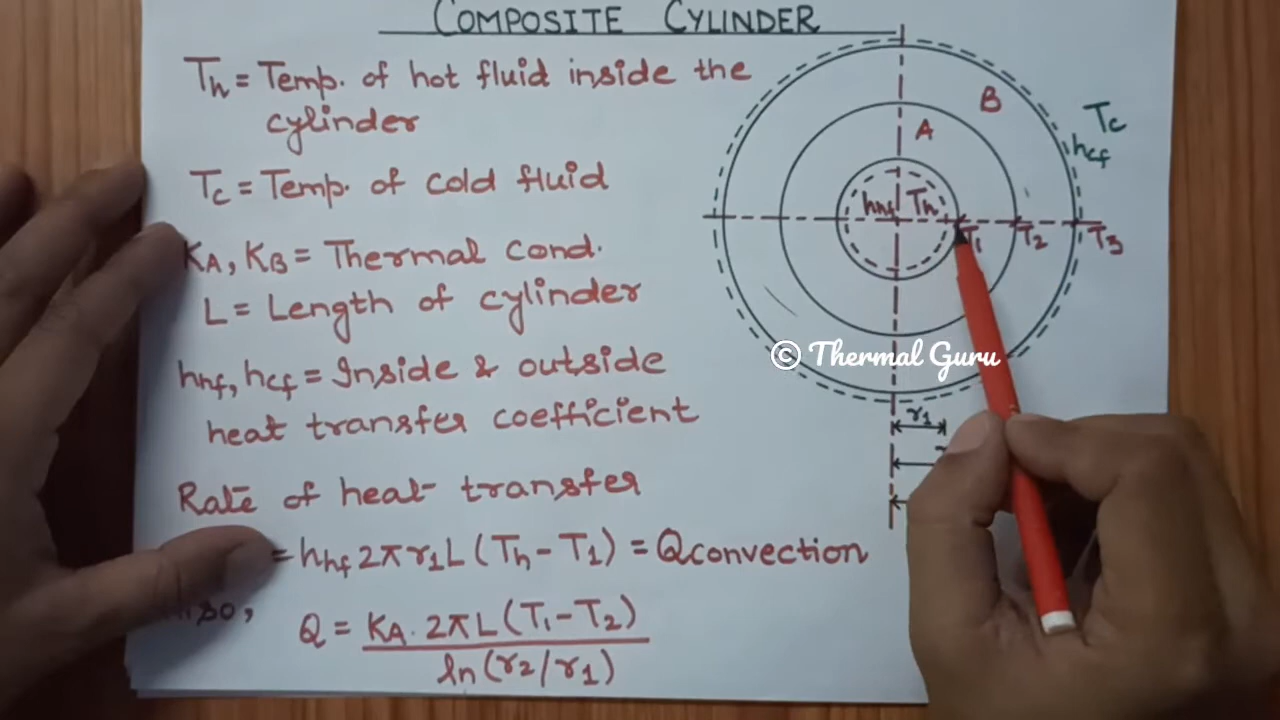 COMPOSITE CYLINDER
Th = Temp. of hot fluid inside the
cylinder
Tc = Temp. of cold fluid
KA, KB = Thermal cond.
L = Length of cylinder
hhf, hcf = Inside & outside
heat transfer coefficient
Rate of heat transfer
= hhf 2πr1L (Th - T1) = Qconvection
Q = KA. 2πL (T1 - T2)
ln (r2/r1)
B
A
Tc
hcf
hhf Th
T1 T2 T3
© Thermal Guru
r1